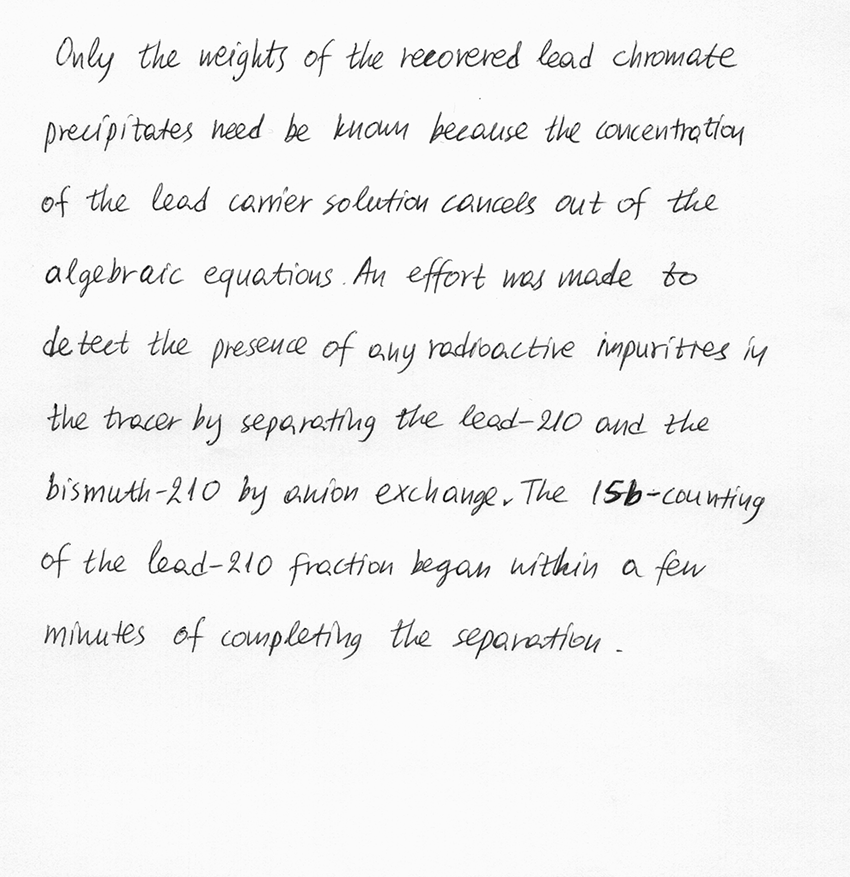 Only the weights of the recovered lead chromate
precipitates need be known because the concentration
of the lead carrier solution cancels out of the
algebraic equations. An effort was made to
detect the presence of any radioactive impurities in
the tracer by separating the lead-210 and the
bismuth-210 by anion exchange. The 15b-counting
of the lead-210 fraction began within a few
minutes of completing the separation.